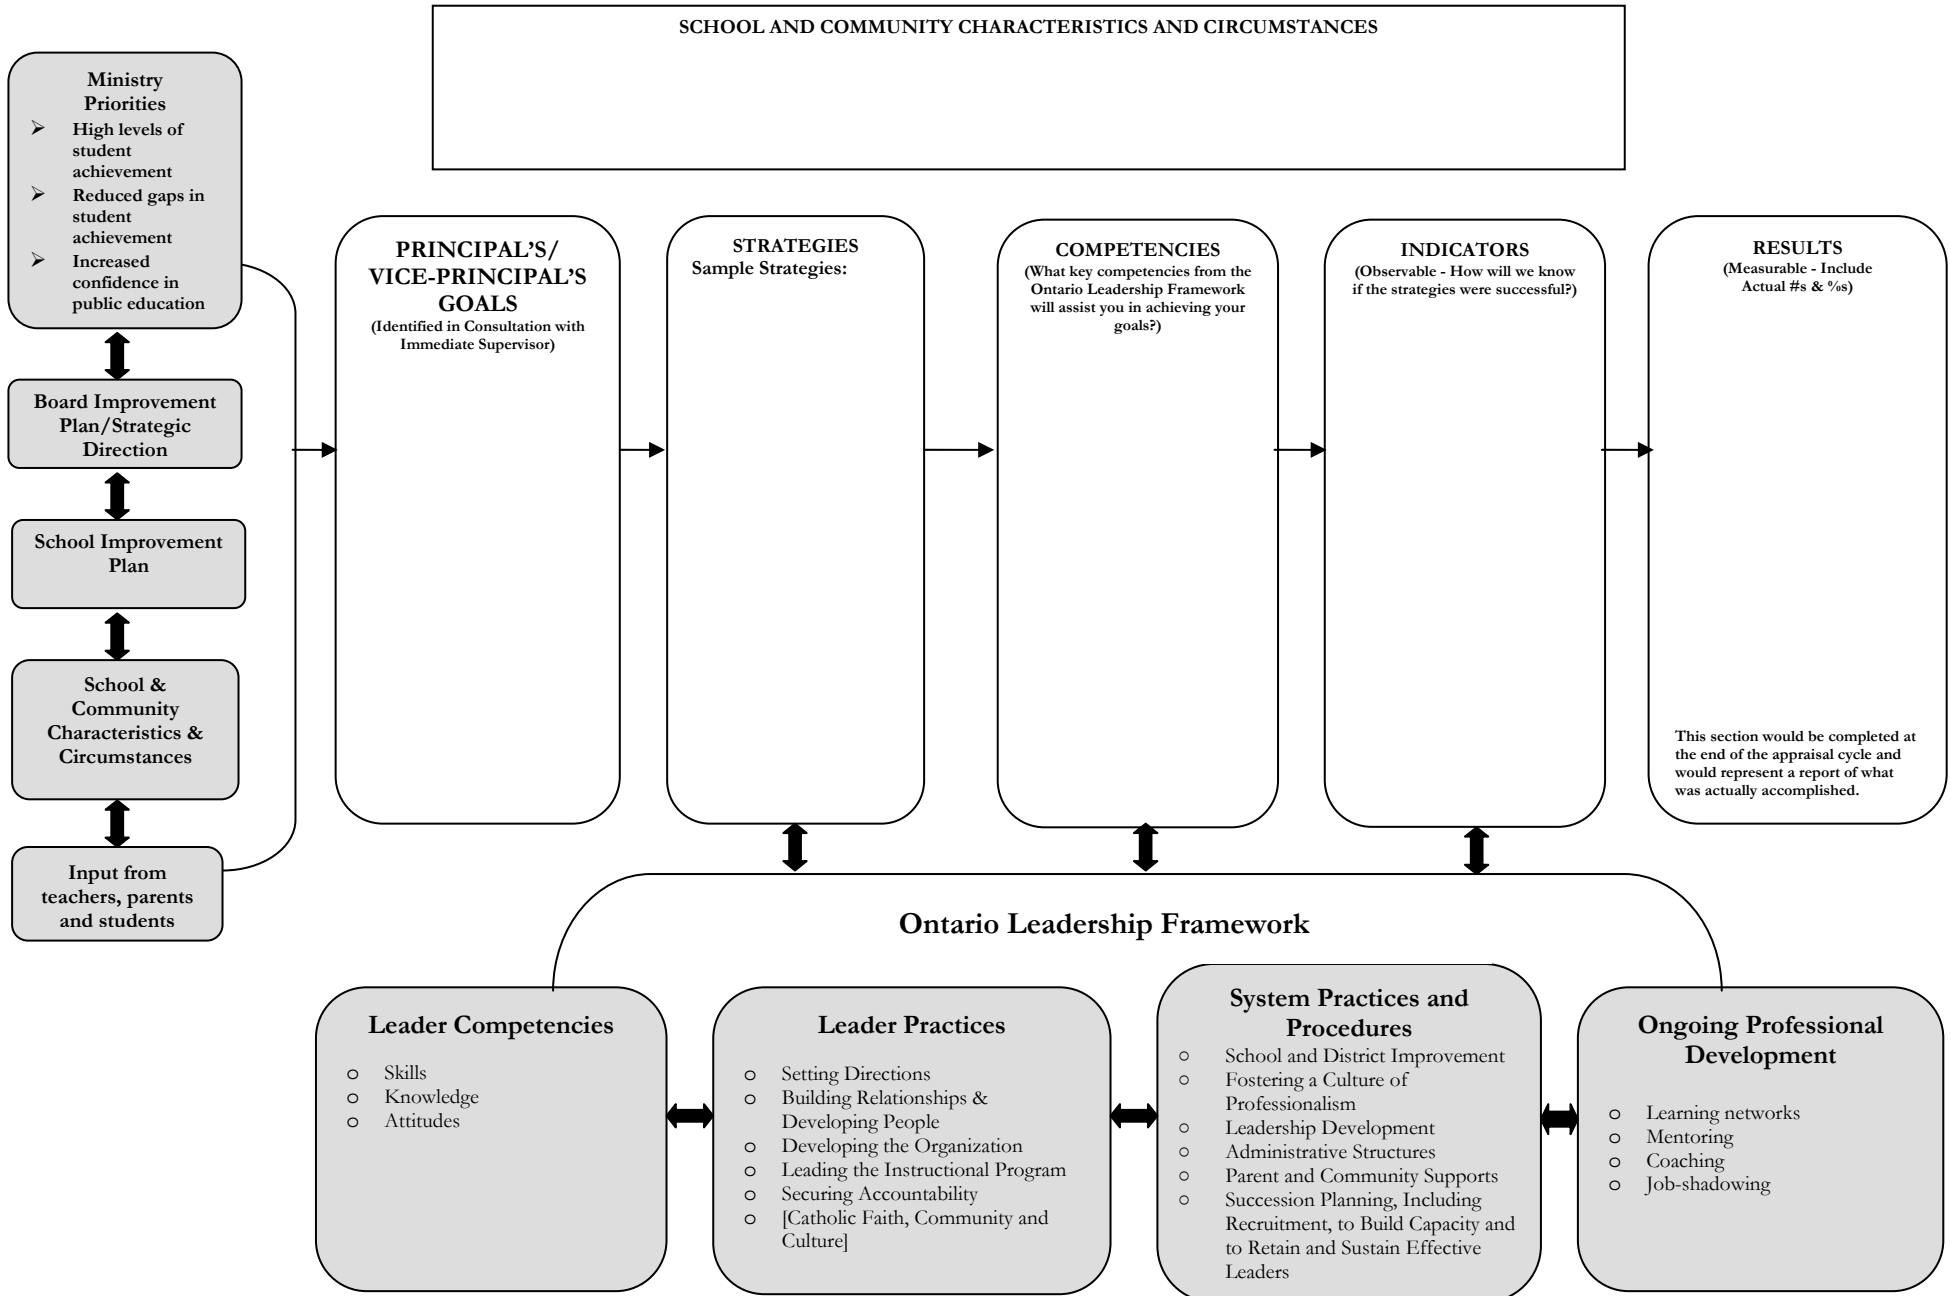 SCHOOL AND COMMUNITY CHARACTERISTICS AND CIRCUMSTANCES
Ministry
Priorities
➢ High levels of
student
achievement
➢ Reduced gaps in
student
achievement
➢ Increased
confidence in
public education
Board Improvement
Plan/Strategic
Direction
School Improvement
Plan
School &
Community
Characteristics &
Circumstances
Input from
teachers, parents
and students
PRINCIPAL’S/
VICE-PRINCIPAL’S
GOALS
(Identified in Consultation with
Immediate Supervisor)
STRATEGIES
Sample Strategies:
COMPETENCIES
(What key competencies from the
Ontario Leadership Framework
will assist you in achieving your
goals?)
INDICATORS
(Observable - How will we know
if the strategies were successful?)
RESULTS
(Measurable - Include
Actual #s & %s)
This section would be completed at
the end of the appraisal cycle and
would represent a report of what
was actually accomplished.
Ontario Leadership Framework
Leader Competencies
o Skills
o Knowledge
o Attitudes
Leader Practices
o Setting Directions
o Building Relationships &
Developing People
o Developing the Organization
o Leading the Instructional Program
o Securing Accountability
o [Catholic Faith, Community and
Culture]
System Practices and
Procedures
o School and District Improvement
o Fostering a Culture of
Professionalism
o Leadership Development
o Administrative Structures
o Parent and Community Supports
o Succession Planning, Including
Recruitment, to Build Capacity and
to Retain and Sustain Effective
Leaders
Ongoing Professional
Development
o Learning networks
o Mentoring
o Coaching
o Job-shadowing